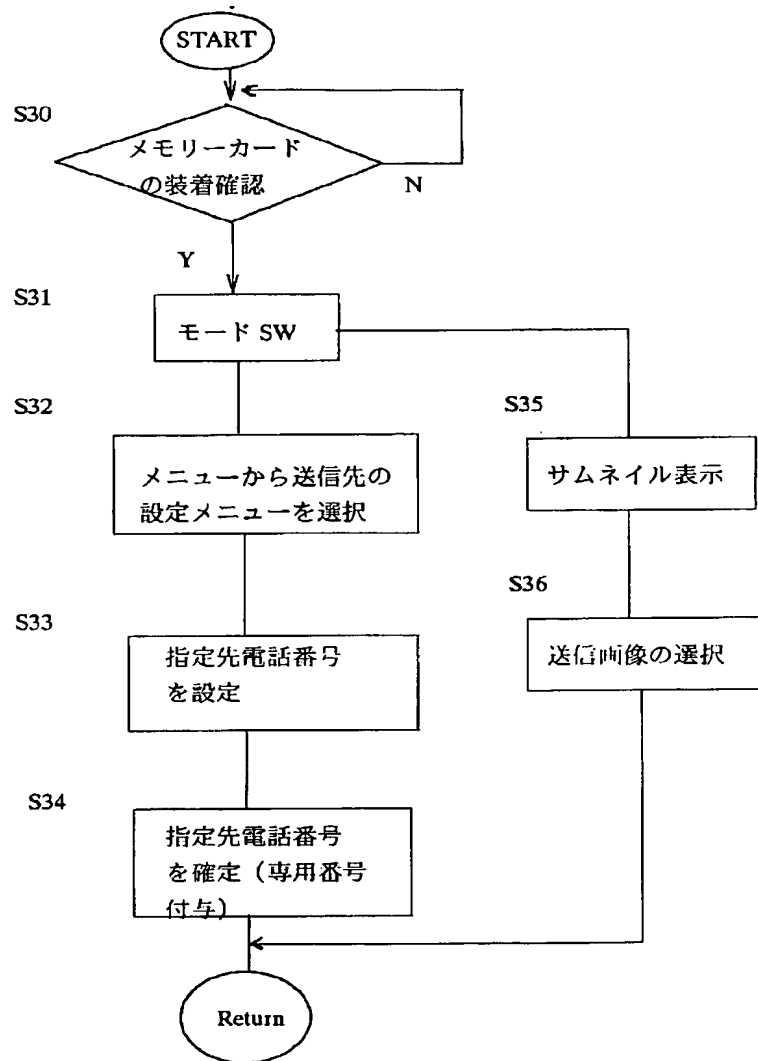 START
S30
メモリーカード
の装着確認
N
Y
S31
モード SW
S32
メニューから送信先の
設定メニューを選択
S33
指定先電話番号
を設定
S34
指定先電話番号
を確定（専用番号
付与）
S35
サムネイル表示
S36
送信画像の選択
Return